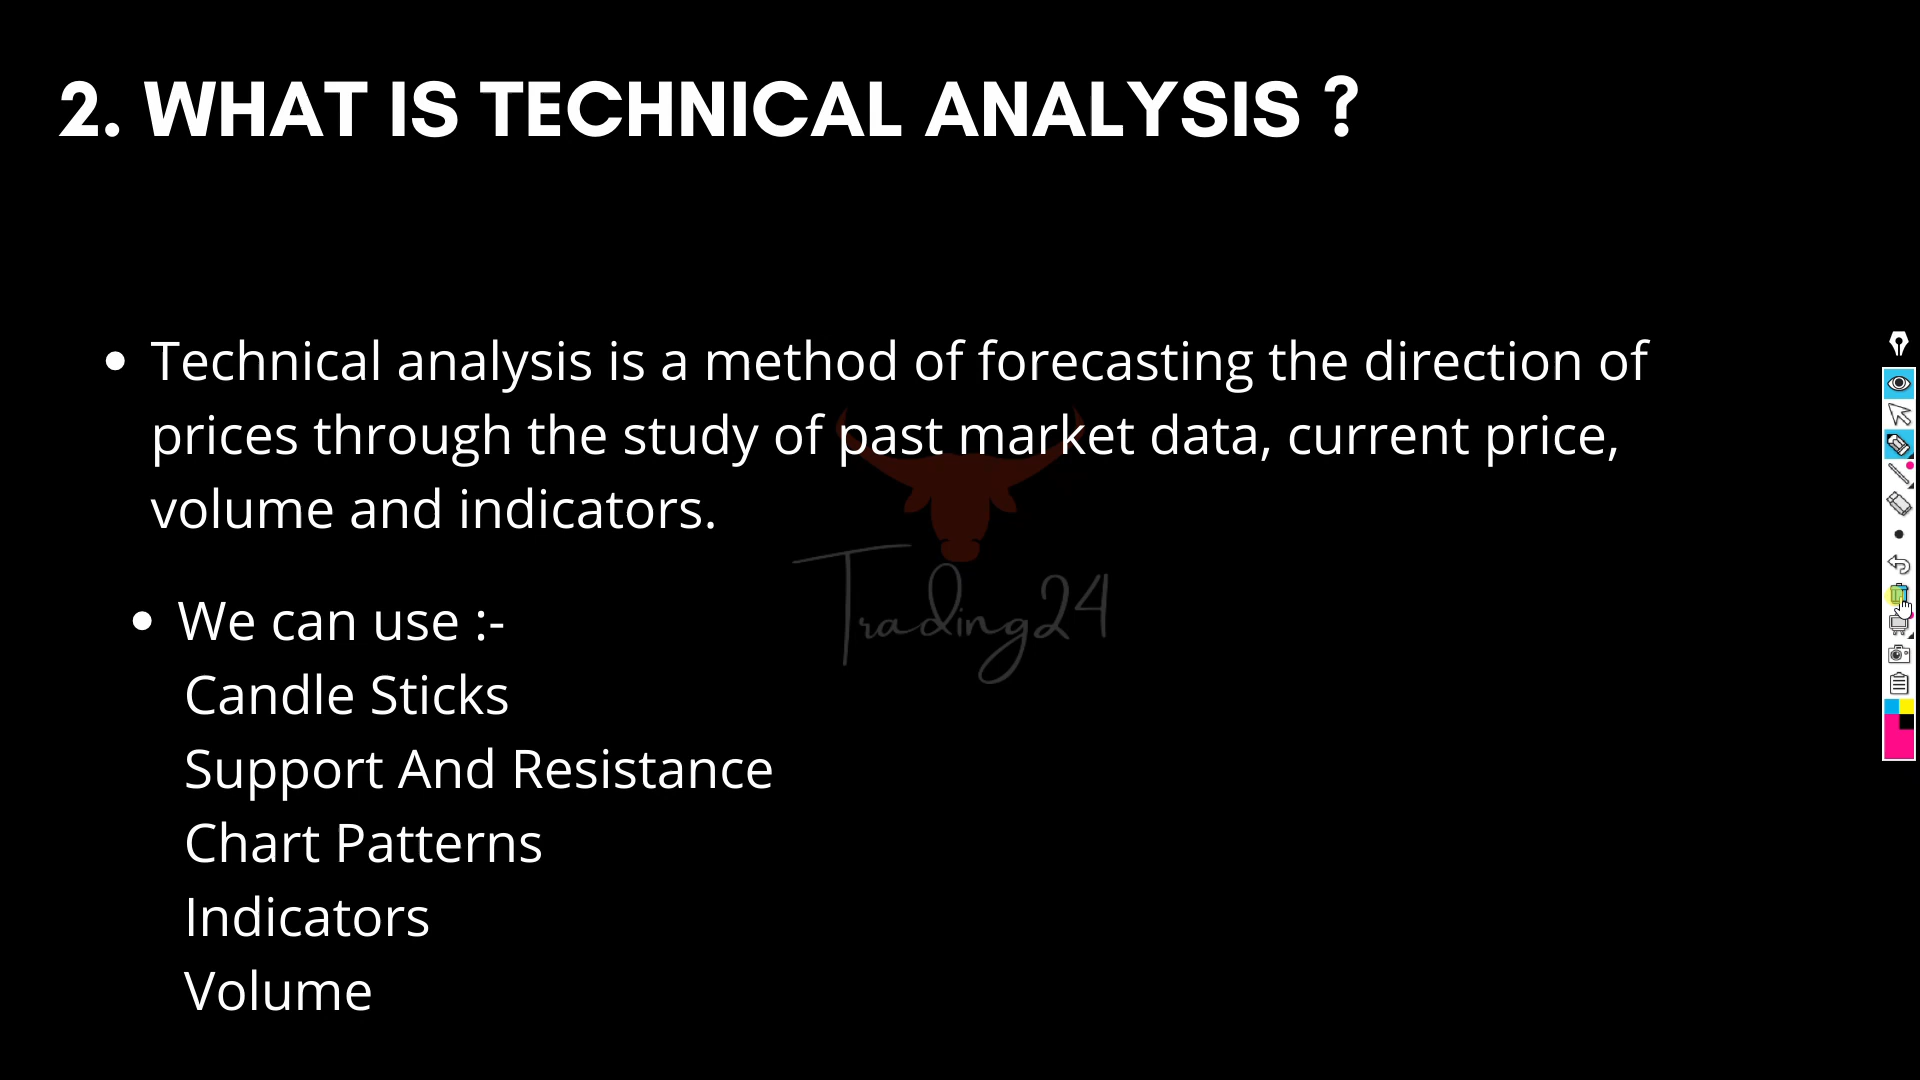 2. WHAT IS TECHNICAL ANALYSIS ?
• Technical analysis is a method of forecasting the direction of
prices through the study of past market data, current price,
volume and indicators.
Trading24
• We can use :-
Candle Sticks
Support And Resistance
Chart Patterns
Indicators
Volume